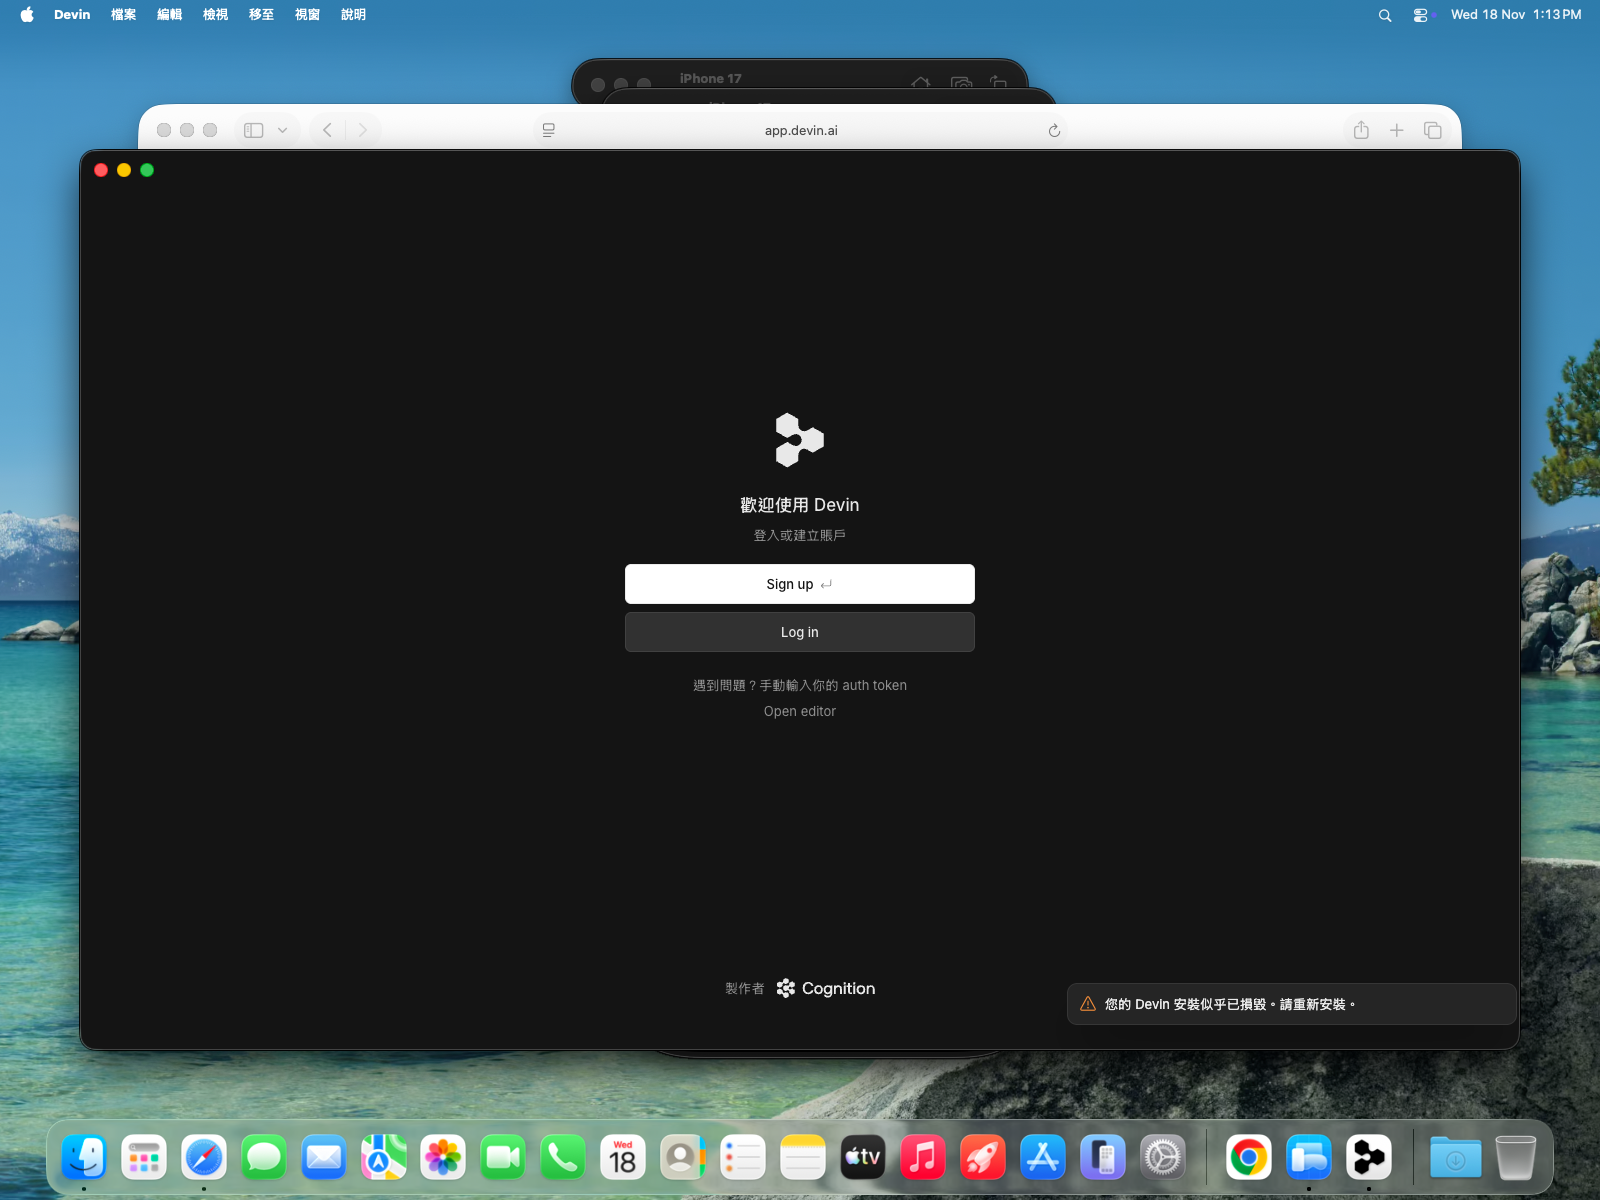 Devin 檔案 編輯 檢視 移至 視窗 說明
Wed 18 Nov 1:13 PM
iPhone 17
app.devin.ai
歡迎使用 Devin
登入或建立賬戶
Sign up
Log in
遇到問題？手動輸入你的 auth token
Open editor
製作者 Cognition
您的 Devin 安裝似乎已損毀。請重新安裝。
Wed
18
tv